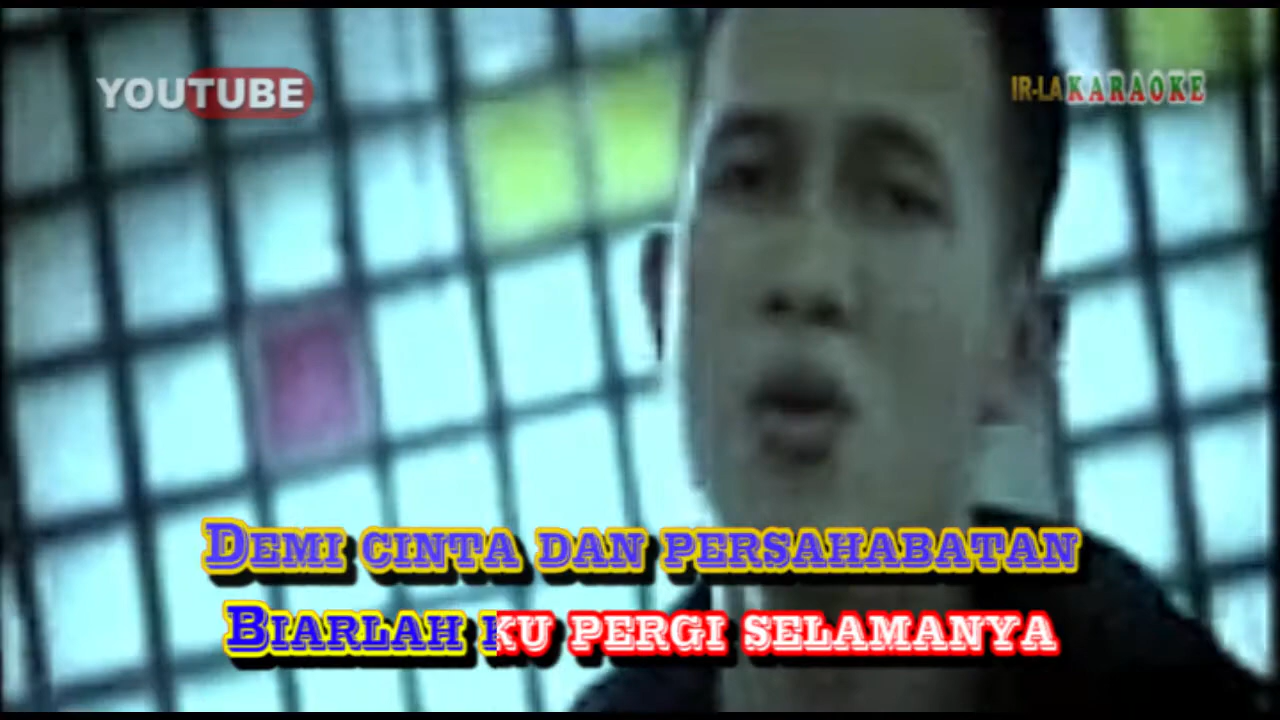 YOUTUBE
IR-LA KARAOKE
DEMI CINTA DAN PERSAHABATAN
BIARLAH KU PERGI SELAMANYA